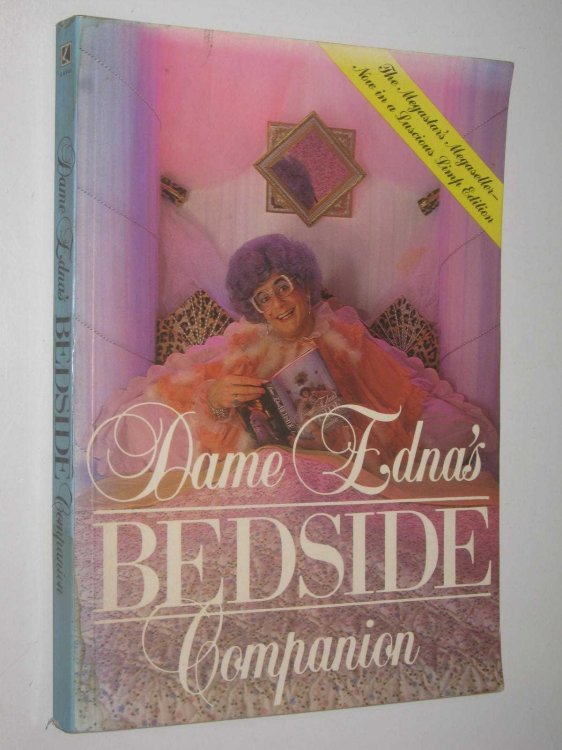 Dame Edna's BEDSIDE Companion
The Megastar's Megaseller—
Now in a Luscious Limp Edition
Dame Edna's
BEDSIDE
Companion